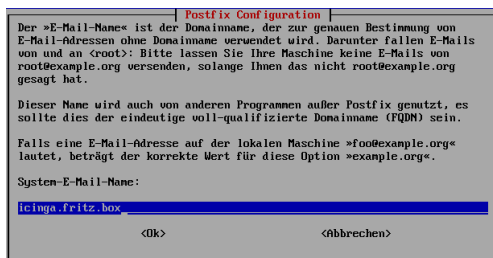 Postfix Configuration
Der »E-Mail-Name« ist der Domainname, der zur genauen Bestimmung von
E-Mail-Adressen ohne Domainname verwendet wird. Darunter fallen E-Mails
von und an <root>: Bitte lassen Sie Ihre Maschine keine E-Mails von
root@example.org versenden, solange Ihnen das nicht root@example.org
gesagt hat.
Dieser Name wird auch von anderen Programmen außer Postfix genutzt, es
sollte dies der eindeutige voll-qualifizierte Domainname (FQDN) sein.
Falls eine E-Mail-Adresse auf der lokalen Maschine »foo@example.org«
lautet, beträgt der korrekte Wert für diese Option »example.org«.
System-E-Mail-Name:
icinga.fritz.box
<Ok> <Abbrechen>